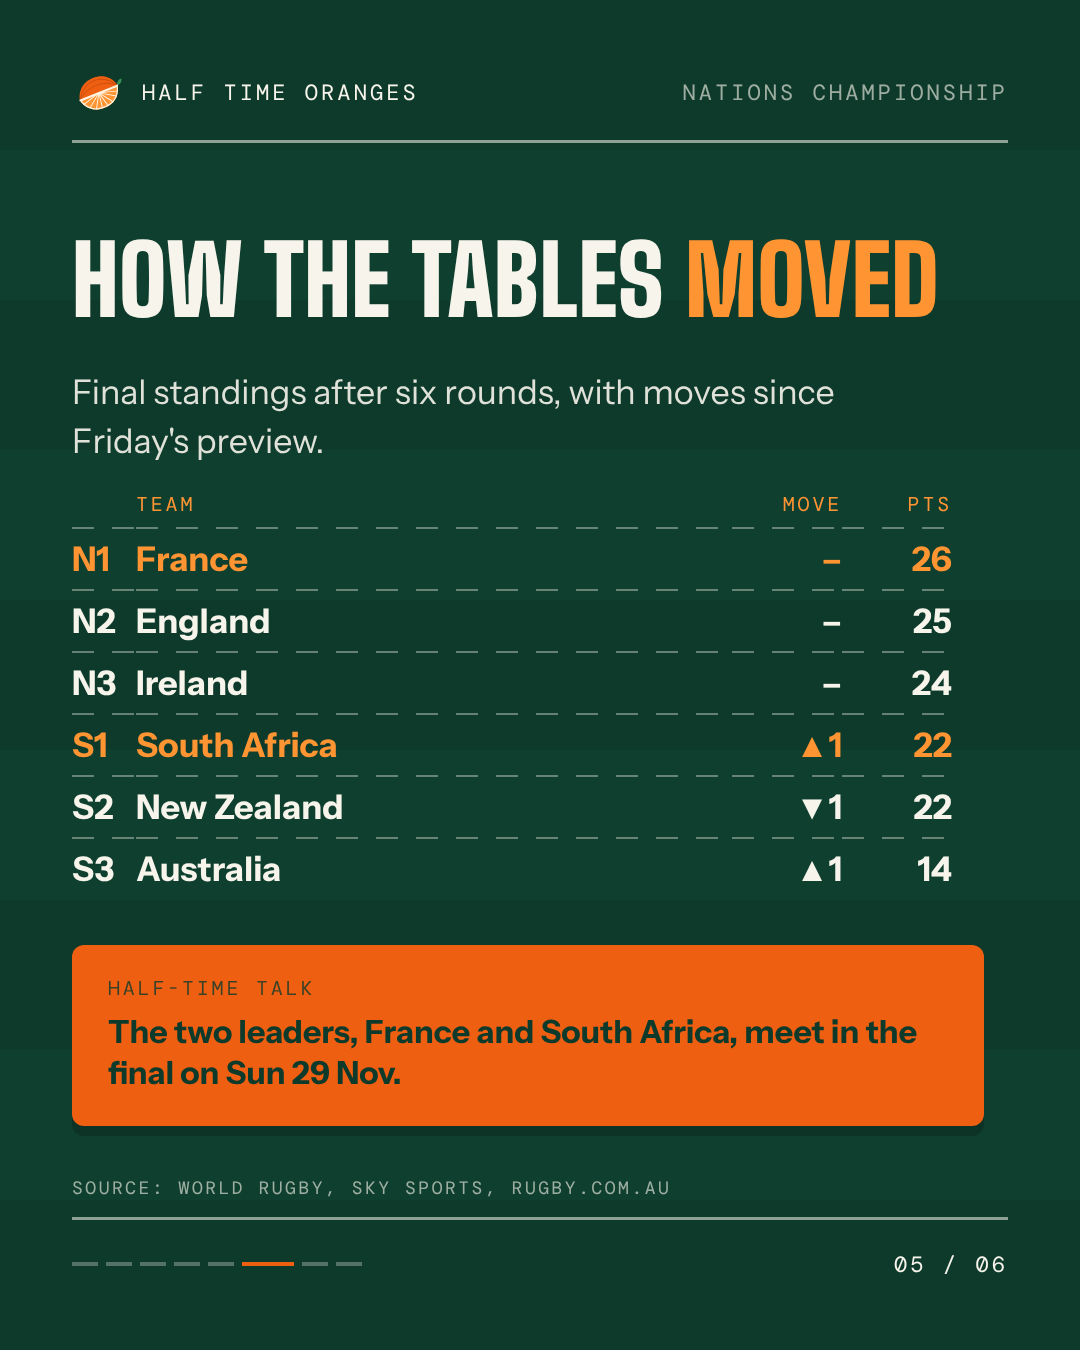 HALF TIME ORANGES
NATIONS CHAMPIONSHIP
HOW THE TABLES MOVED
Final standings after six rounds, with moves since
Friday's preview.
TEAM MOVE PTS
N1 France – 26
N2 England – 25
N3 Ireland – 24
S1 South Africa ▲1 22
S2 New Zealand ▼1 22
S3 Australia ▲1 14
HALF-TIME TALK
The two leaders, France and South Africa, meet in the
final on Sun 29 Nov.
SOURCE: WORLD RUGBY, SKY SPORTS, RUGBY.COM.AU
05 / 06